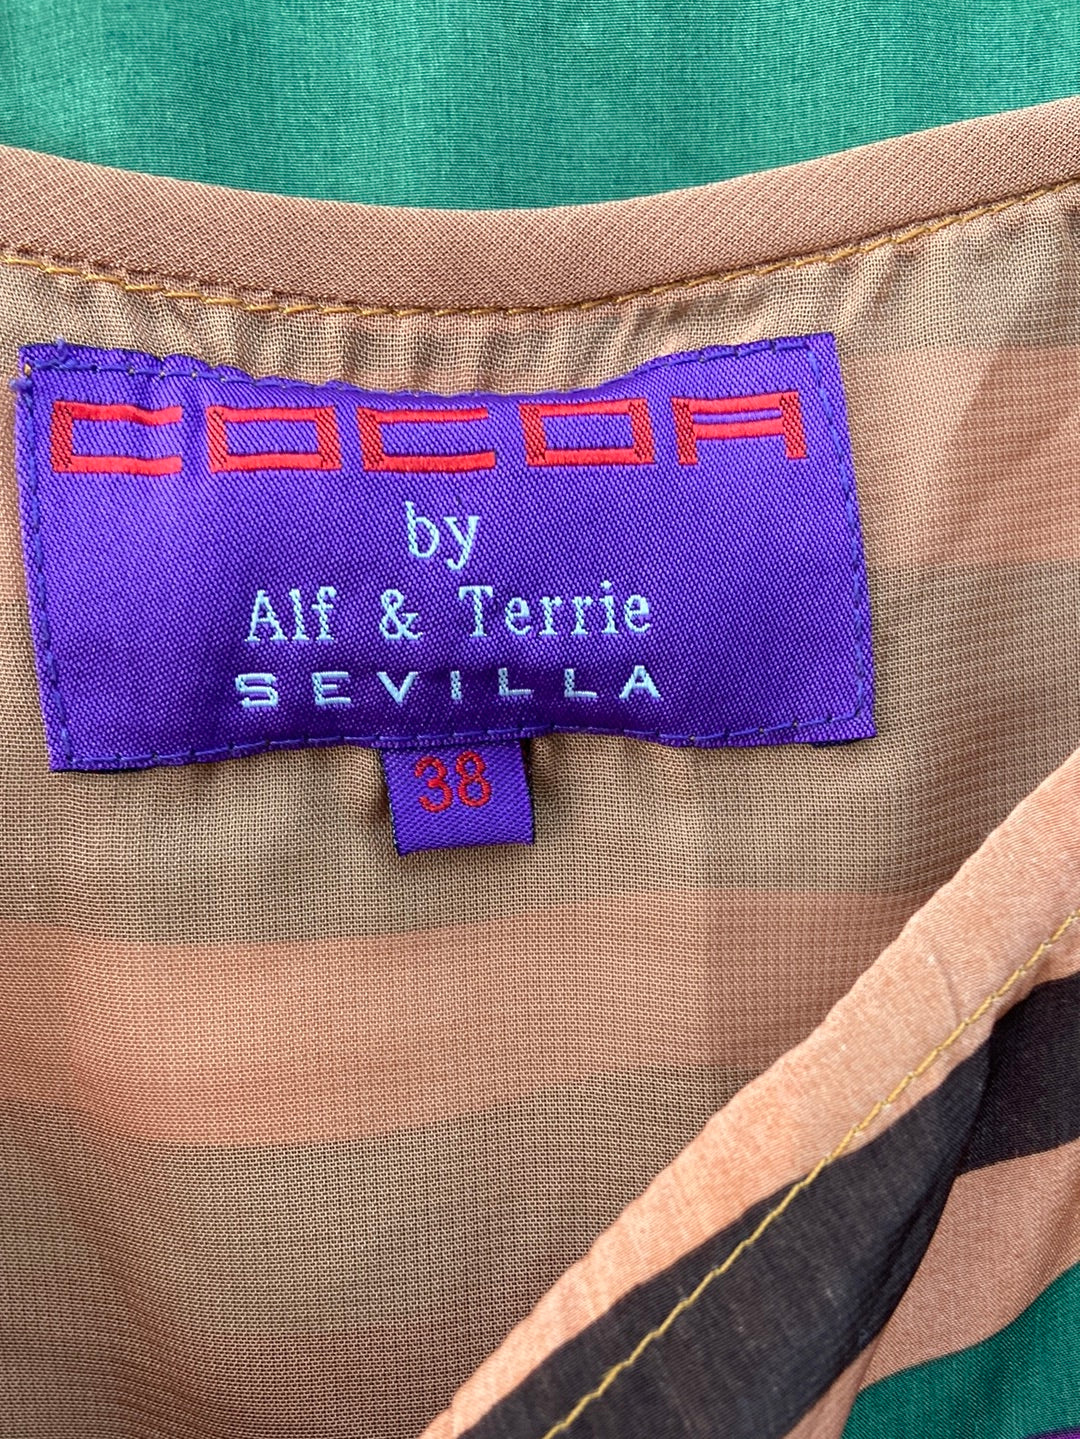 COCOA
by
Alf & Terrie
SEVILLA
38